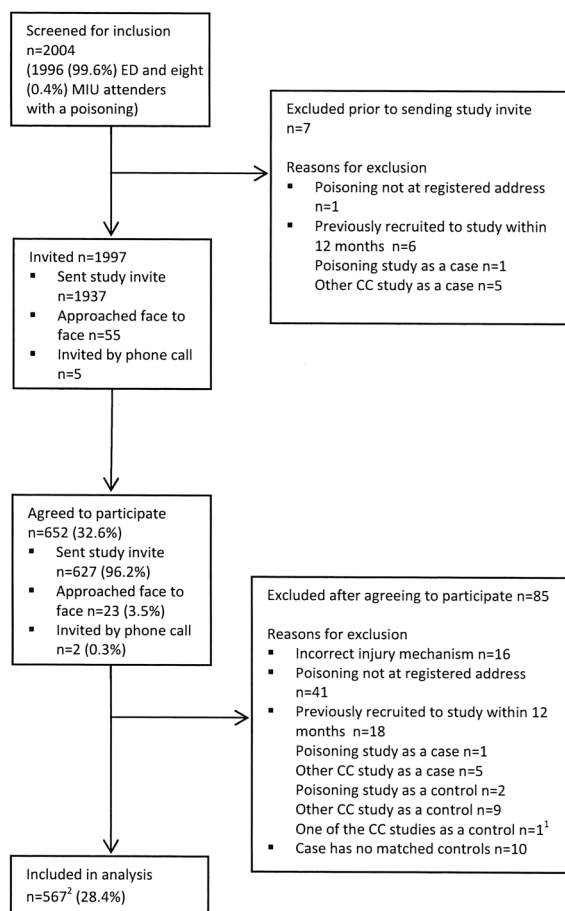 Screened for inclusion
n=2004
(1996 (99.6%) ED and eight
(0.4%) MIU attenders
with a poisoning)
Excluded prior to sending study invite
n=7
Reasons for exclusion
▪ Poisoning not at registered address
n=1
▪ Previously recruited to study within
12 months n=6
Poisoning study as a case n=1
Other CC study as a case n=5
Invited n=1997
▪ Sent study invite
n=1937
▪ Approached face to
face n=55
▪ Invited by phone call
n=5
Agreed to participate
n=652 (32.6%)
▪ Sent study invite
n=627 (96.2%)
▪ Approached face to
face n=23 (3.5%)
▪ Invited by phone call
n=2 (0.3%)
Excluded after agreeing to participate n=85
Reasons for exclusion
▪ Incorrect injury mechanism n=16
▪ Poisoning not at registered address
n=41
▪ Previously recruited to study within 12
months n=18
Poisoning study as a case n=1
Other CC study as a case n=5
Poisoning study as a control n=2
Other CC study as a control n=9
One of the CC studies as a control n=1¹
▪ Case has no matched controls n=10
Included in analysis
n=567² (28.4%)